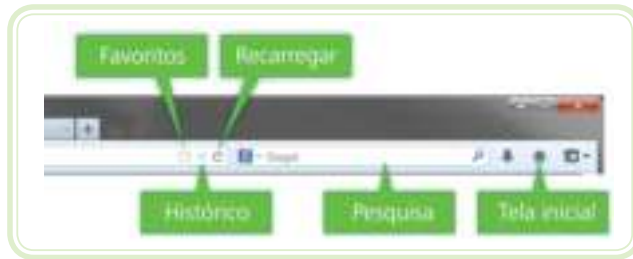 Favoritos
Recarregar
Histórico
Pesquisa
Tela inicial